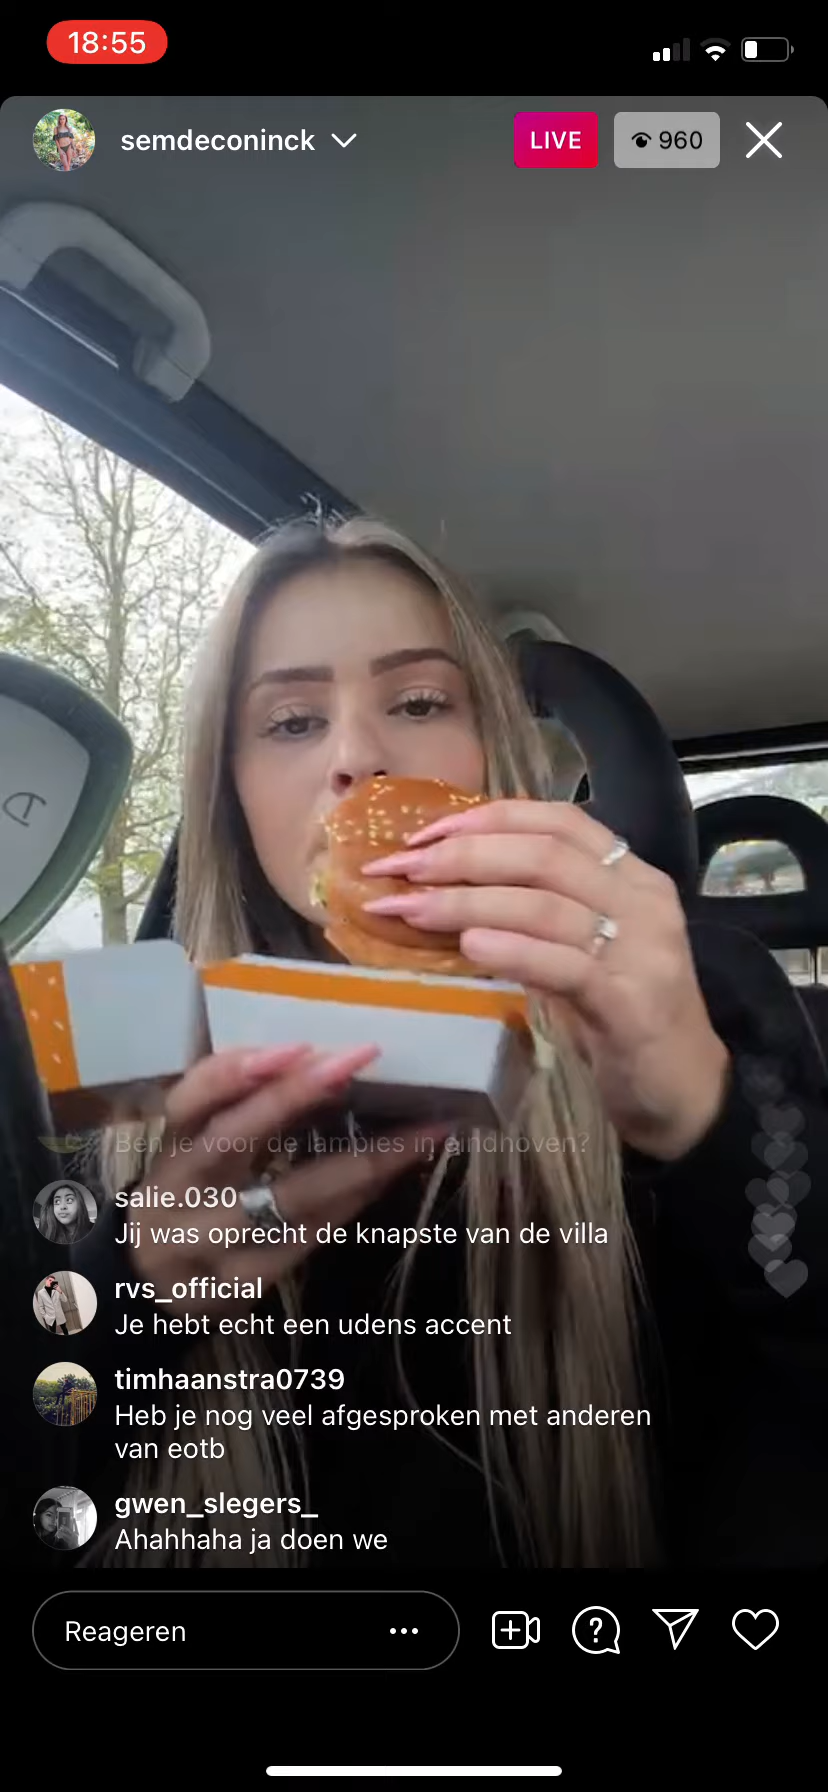 18:55
semdeconinck
LIVE
960
Ben je voor de lampies in eindhoven?
salie.030
Jij was oprecht de knapste van de villa
rvs_official
Je hebt echt een udens accent
timhaanstra0739
Heb je nog veel afgesproken met anderen
van eotb
gwen_slegers_
Ahahhaha ja doen we
Reageren